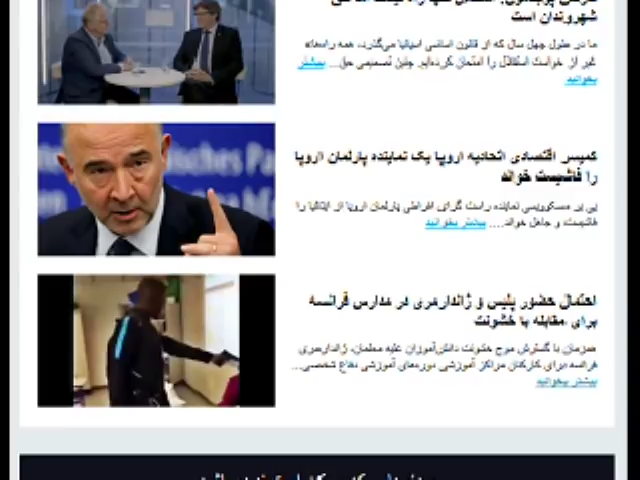 شهروندان است
ما در طول چهل سال که از قانون اساسی اسپانیا می‌گذرد، همه راه‌های
غیر از خواست استقلال را امتحان کرده‌ایم. چنین تصمیمی حق... بیشتر
بخوانید
کمیسر اقتصادی اتحادیه اروپا یک نماینده پارلمان اروپا
را فاشیست خواند
پی یر مسکوویسی نماینده راست گرای افراطی پارلمان اروپا از ایتالیا را
فاشیست و جاهل خواند.... بیشتر بخوانید
احتمال حضور پلیس و ژاندارمری در مدارس فرانسه
برای مقابله با خشونت
همزمان با گسترش موج خشونت دانش‌آموزان علیه معلمان، ژاندارمری
فرانسه برای کارکنان مراکز آموزشی دوره‌های آموزشی دفاع شخصی...
بیشتر بخوانید